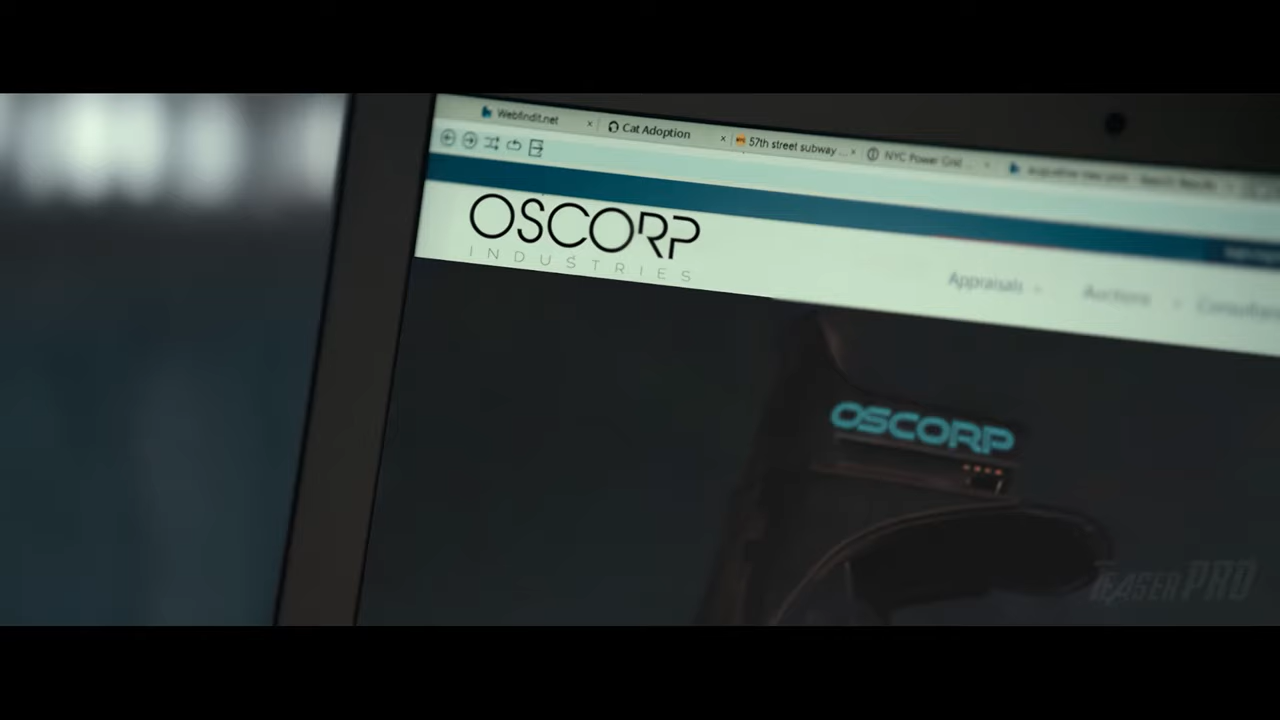 Webfindit.net
Cat Adoption
57th street subway ...
NYC Power Grid ...
OSCORP
INDUSTRIES
Appraisals
Auctions
OSCORP
TEASER PRO